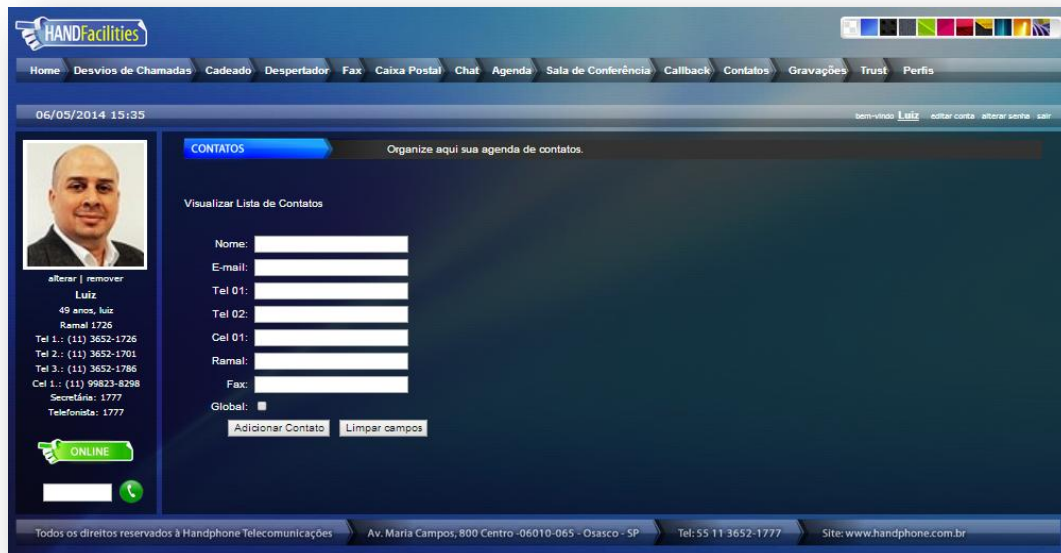 HANDFacilities
Home Desvios de Chamadas Cadeado Despertador Fax Caixa Postal Chat Agenda Sala de Conferência Callback Contatos Gravações Trust Perfis
06/05/2014 15:35
bem-vindo Luiz editar conta alterar senha sair
CONTATOS
Organize aqui sua agenda de contatos.
alterar | remover
Luiz
49 anos, luiz
Ramal 1726
Tel 1.: (11) 3652-1726
Tel 2.: (11) 3652-1701
Tel 3.: (11) 3652-1786
Cel 1.: (11) 99823-8298
Secretária: 1777
Telefonista: 1777
ONLINE
Visualizar Lista de Contatos
Nome:
E-mail:
Tel 01:
Tel 02:
Cel 01:
Ramal:
Fax:
Global:
Adicionar Contato Limpar campos
Todos os direitos reservados à Handphone Telecomunicações Av. Maria Campos, 800 Centro -06010-065 - Osasco - SP Tel: 55 11 3652-1777 Site: www.handphone.com.br